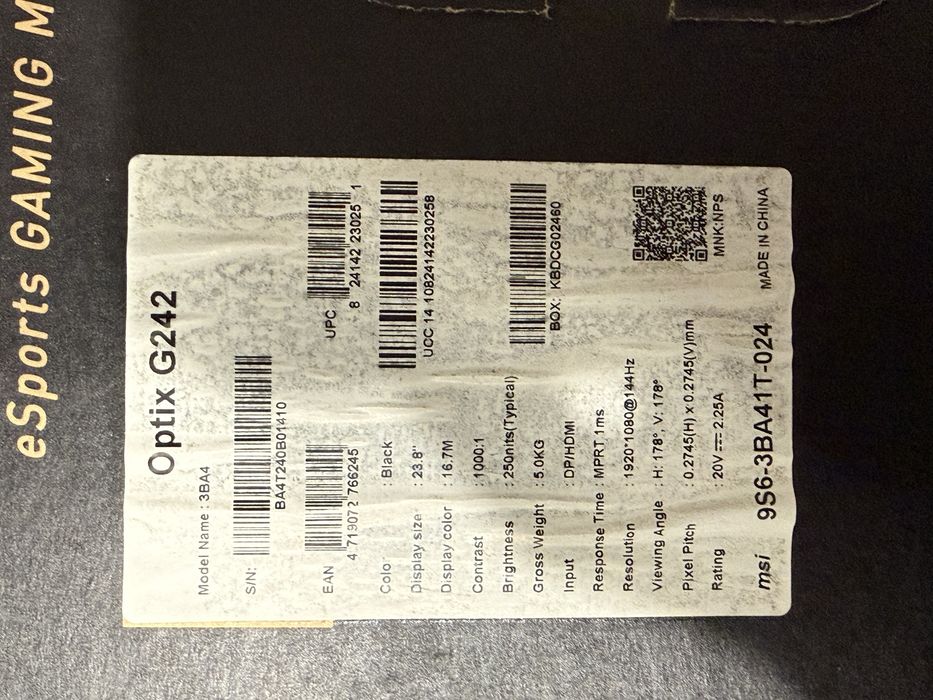 eSports GAMING M
Optix G242
Model Name : 3BA4
S/N:
BA4T240B01410
EAN
4 719072 766245
UPC
8 24142 23025 1
UCC 14 10824142230258
Color : Black
Display size : 23.8"
Display color : 16.7M
Contrast : 1000:1
Brightness : 250nits(Typical)
Gross Weight : 5.0KG
Input : DP/HDMI
Response Time : MPRT 1ms
Resolution : 1920*1080@144Hz
Viewing Angle : H: 178°, V: 178°
Pixel Pitch : 0.2745(H) x 0.2745(V)mm
Rating : 20V ⎓ 2.25A
BOX: KBDCG02460
MNK:NPS
msi 9S6-3BA41T-024 MADE IN CHINA